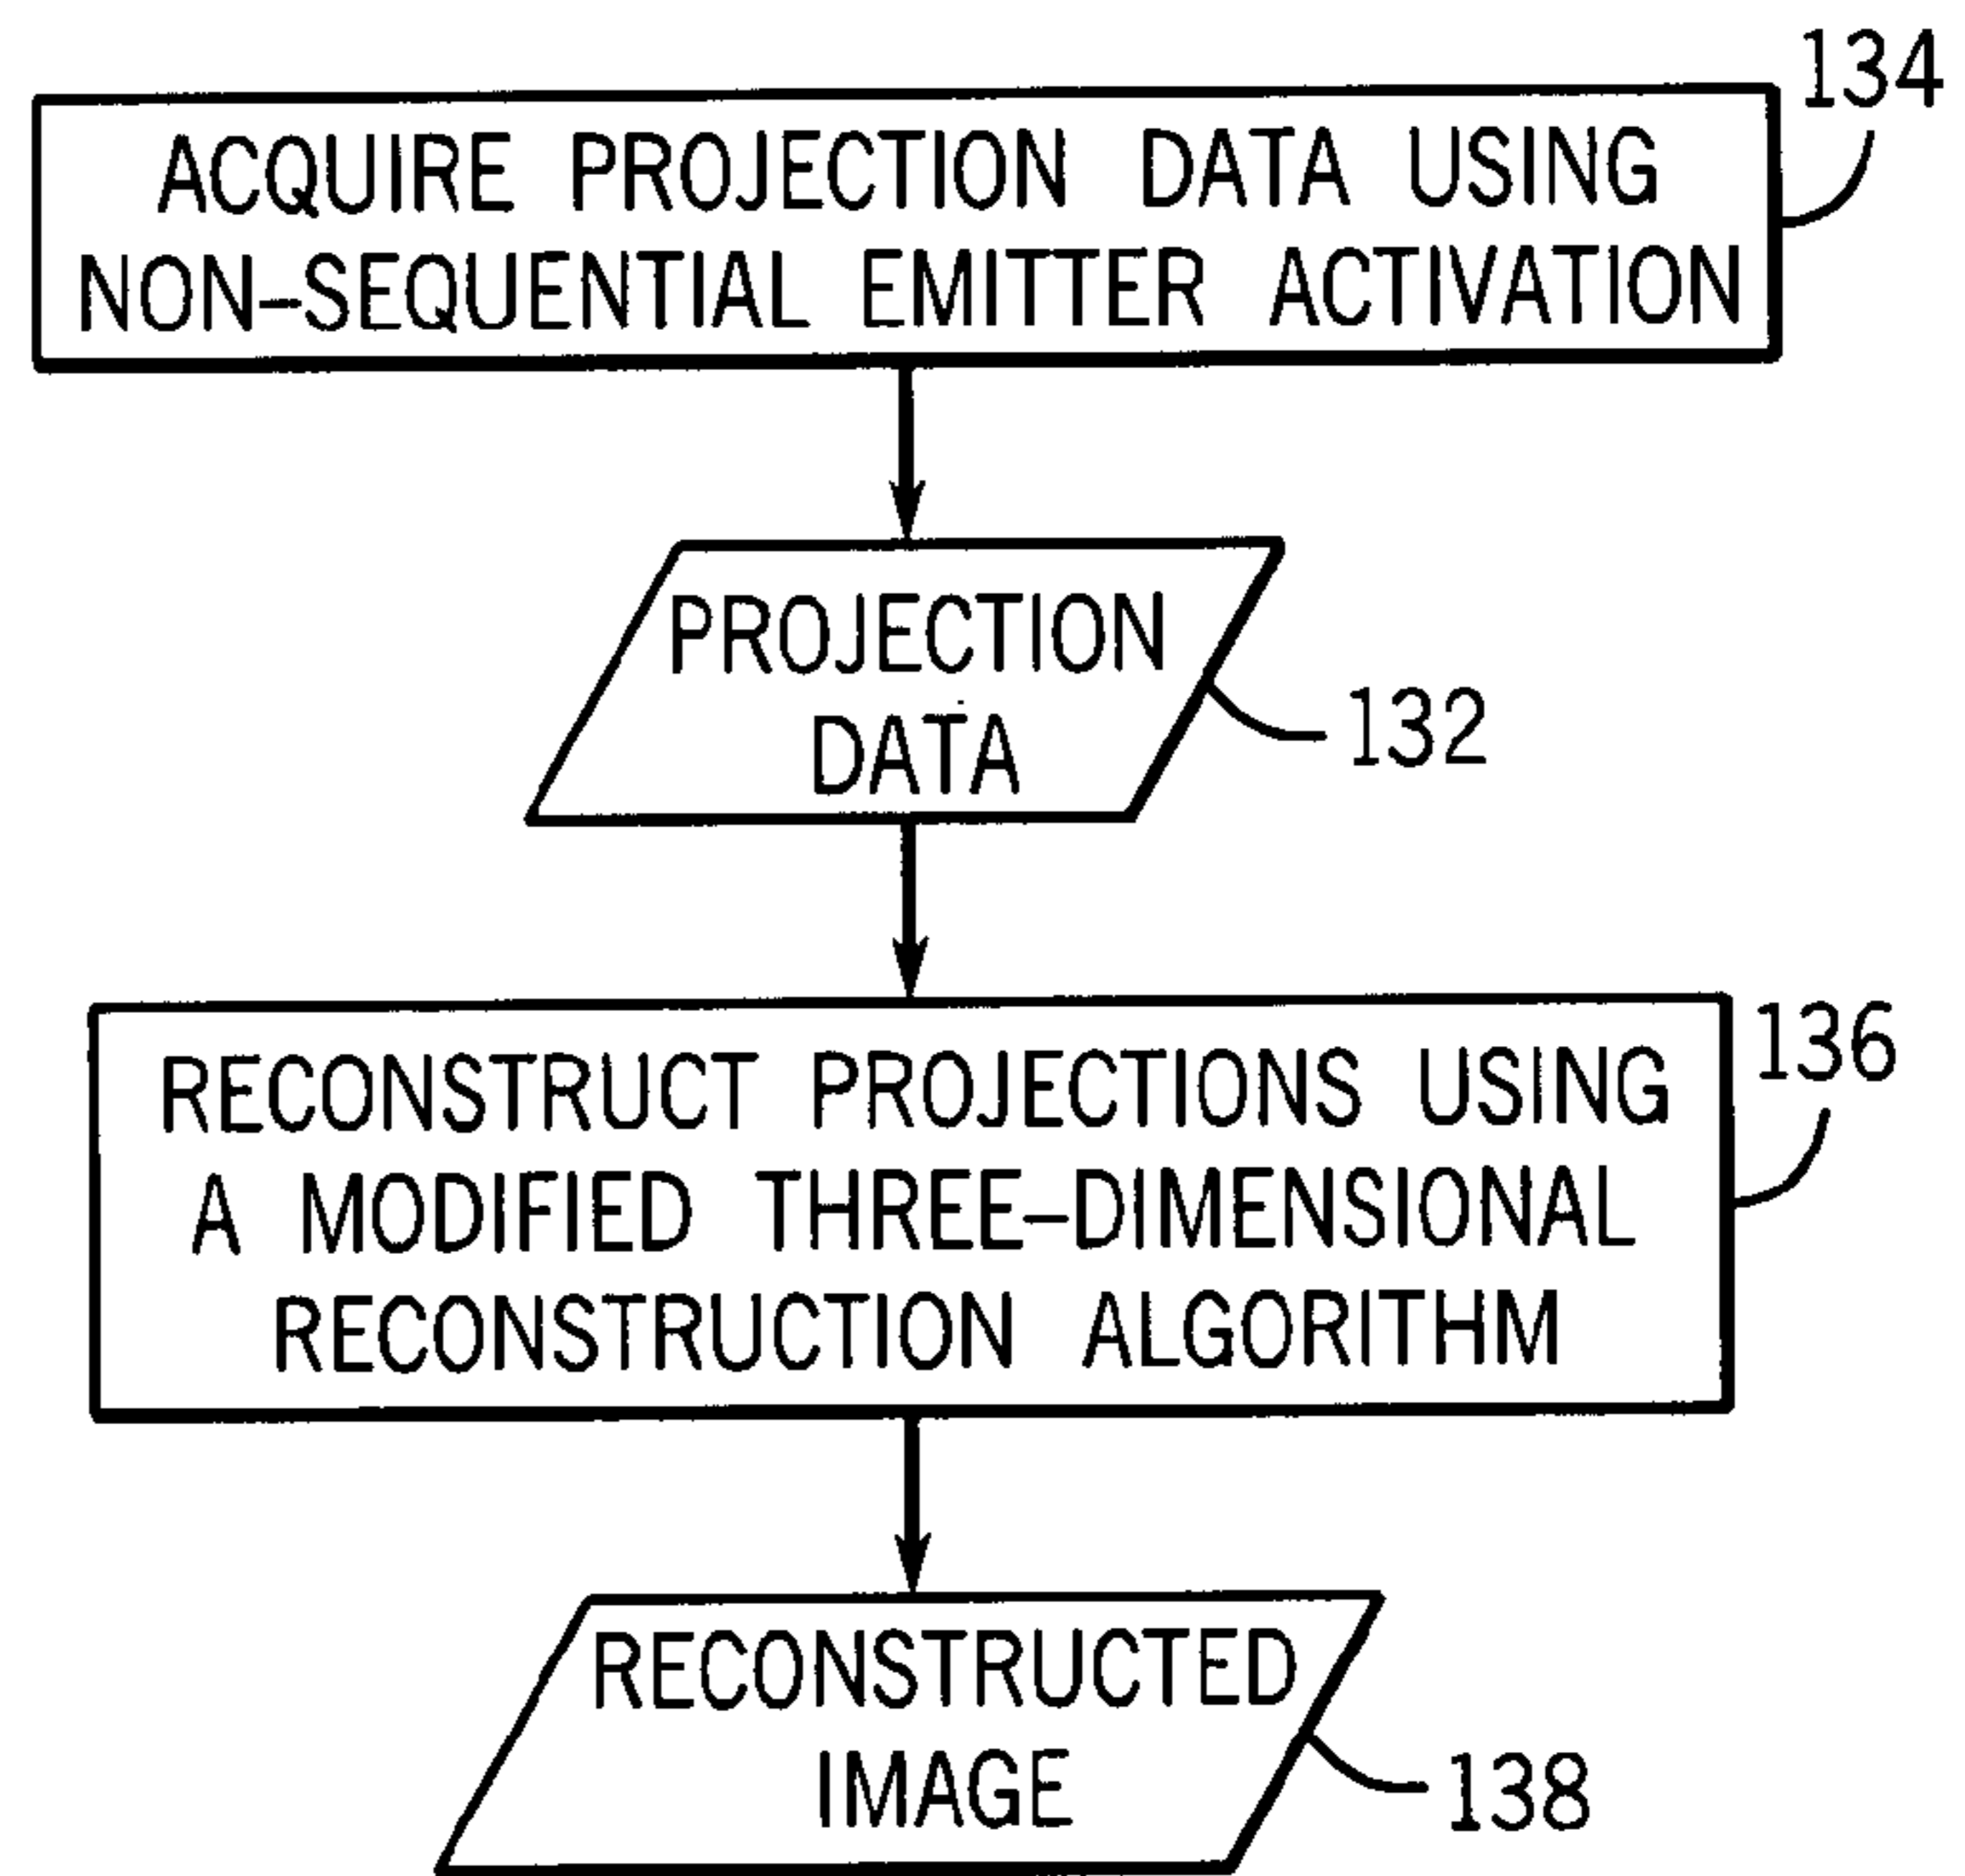 134
ACQUIRE PROJECTION DATA USING
NON-SEQUENTIAL EMITTER ACTIVATION
PROJECTION
DATA
132
RECONSTRUCT PROJECTIONS USING
A MODIFIED THREE-DIMENSIONAL
RECONSTRUCTION ALGORITHM
136
RECONSTRUCTED
IMAGE
138